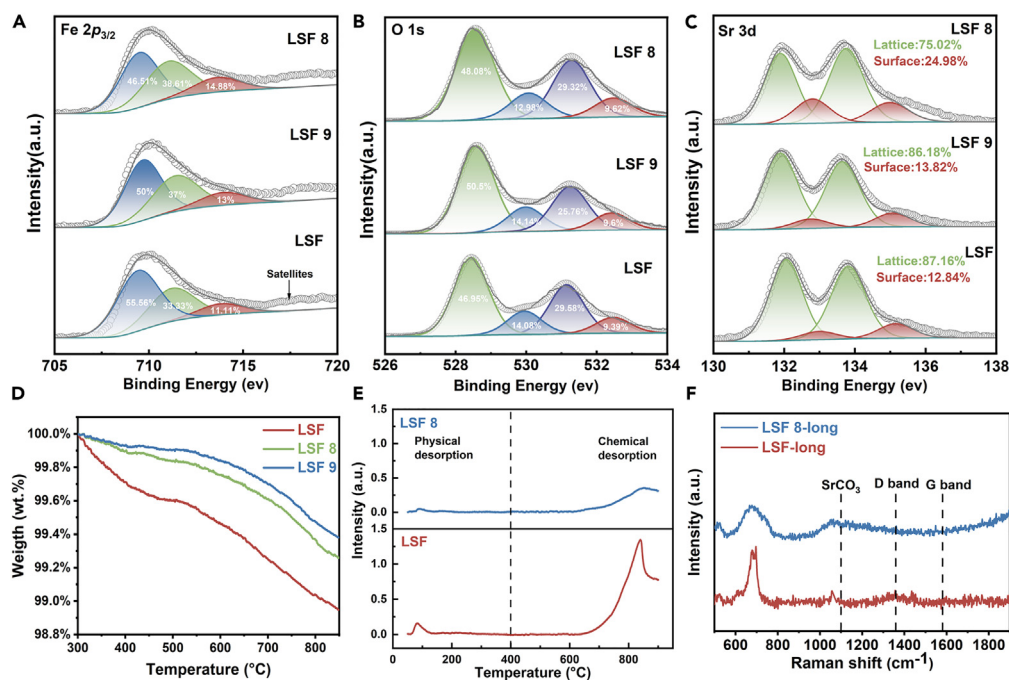 A
Fe 2p3/2
LSF 8
46.51%
38.61%
14.88%
LSF 9
50%
37%
13%
LSF
Satellites
55.56%
33.33%
11.11%
Intensity(a.u.)
705
710
715
720
Binding Energy (ev)
B
O 1s
LSF 8
48.08%
12.98%
29.32%
9.62%
LSF 9
50.5%
14.14%
25.76%
9.6%
LSF
46.95%
14.08%
29.58%
9.39%
Intensity(a.u.)
526
528
530
532
534
Binding Energy (ev)
C
Sr 3d
LSF 8
Lattice:75.02%
Surface:24.98%
LSF 9
Lattice:86.18%
Surface:13.82%
LSF
Lattice:87.16%
Surface:12.84%
Intensity(a.u.)
130
132
134
136
138
Binding Energy (ev)
D
LSF
LSF 8
LSF 9
100.0%
99.8%
99.6%
99.4%
99.2%
99.0%
98.8%
Weigth (wt.%)
300
400
500
600
700
800
Temperature (°C)
E
LSF 8
Physical
desorption
Chemical
desorption
1.5
1.0
0.5
0.0
LSF
1.5
1.0
0.5
0.0
Intensity (a.u.)
0
200
400
600
800
Temperature (°C)
F
LSF 8-long
LSF-long
SrCO3
D band
G band
Intensity (a.u.)
600
800
1000
1200
1400
1600
1800
Raman shift (cm-1)